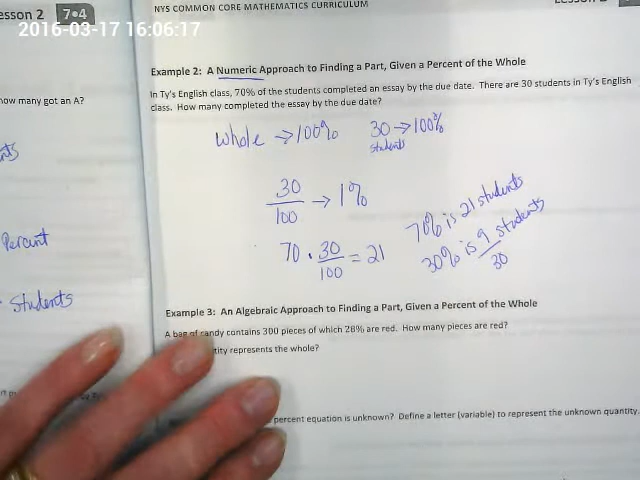 esson 2 7•4
2016-03-17 16:06:17
NYS COMMON CORE MATHEMATICS CURRICULUM
how many got an A?
nts
Percent
Students
Example 2: A Numeric Approach to Finding a Part, Given a Percent of the Whole
In Ty's English class, 70% of the students completed an essay by the due date. There are 30 students in Ty's English
class. How many completed the essay by the due date?
whole → 100% 30 → 100%
students
30/100 → 1%
70 · 30/100 = 21
70% is 21 students
30% is 9 students
30
Example 3: An Algebraic Approach to Finding a Part, Given a Percent of the Whole
A bag of candy contains 300 pieces of which 28% are red. How many pieces are red?
tity represents the whole?
percent equation is unknown? Define a letter (variable) to represent the unknown quantity.